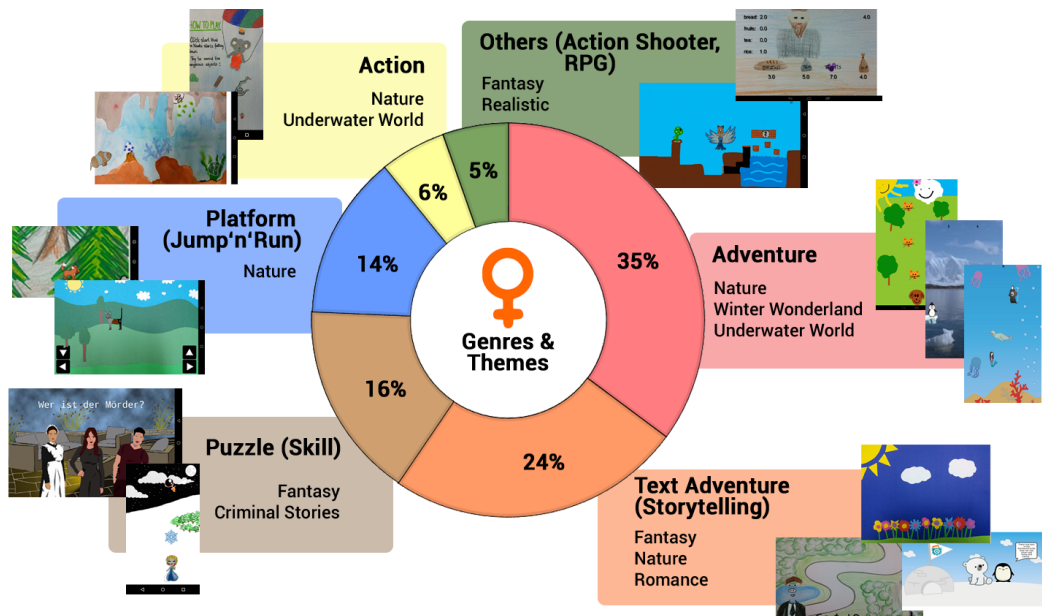 HOW TO PLAY
Action
Nature
Underwater World
Others (Action Shooter,
RPG)
Fantasy
Realistic
bread: 2.0
4.0
fruits: 0.0
tea: 0.0
rice: 1.0
5.0 5.0 7.0 4.0
Platform
(Jump‘n‘Run)
Nature
6%
5%
14%
35%
16%
24%
Genres &
Themes
Adventure
Nature
Winter Wonderland
Underwater World
Wer ist der Mörder?
Puzzle (Skill)
Fantasy
Criminal Stories
Text Adventure
(Storytelling)
Fantasy
Nature
Romance